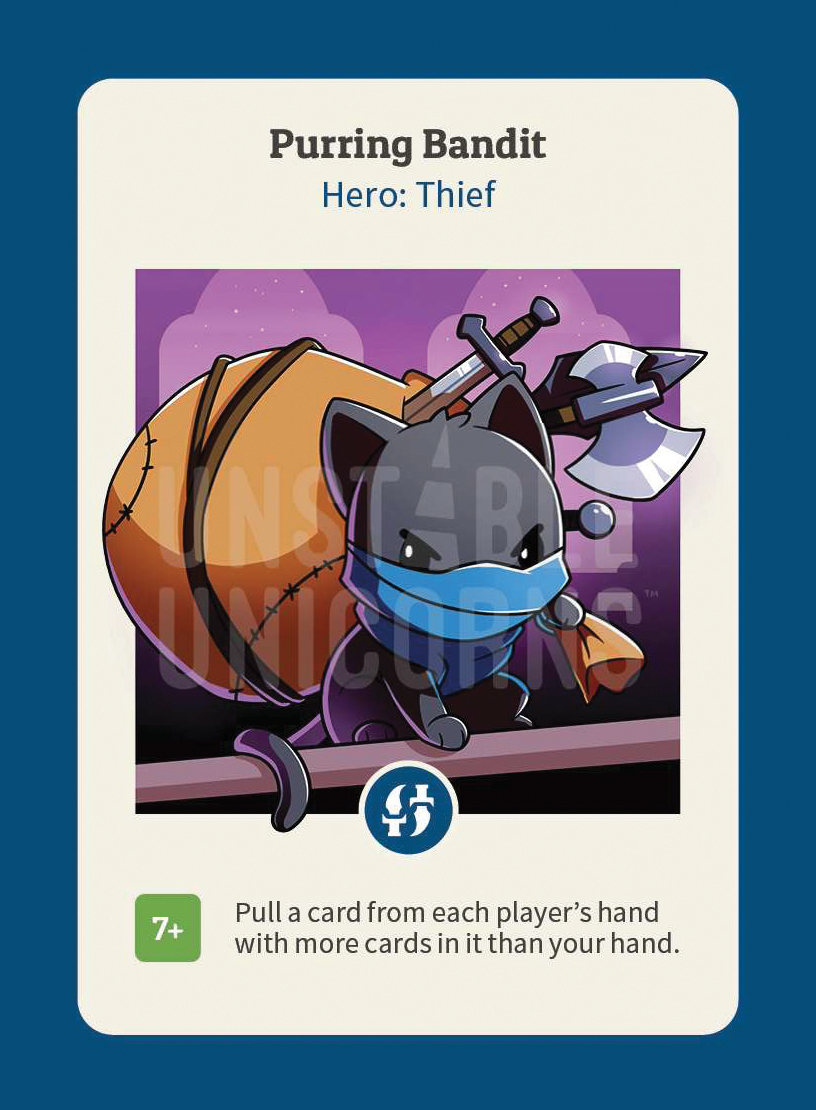 Purring Bandit
Hero: Thief
UNSTABLE
UNICORNS™
7+
Pull a card from each player’s hand
with more cards in it than your hand.